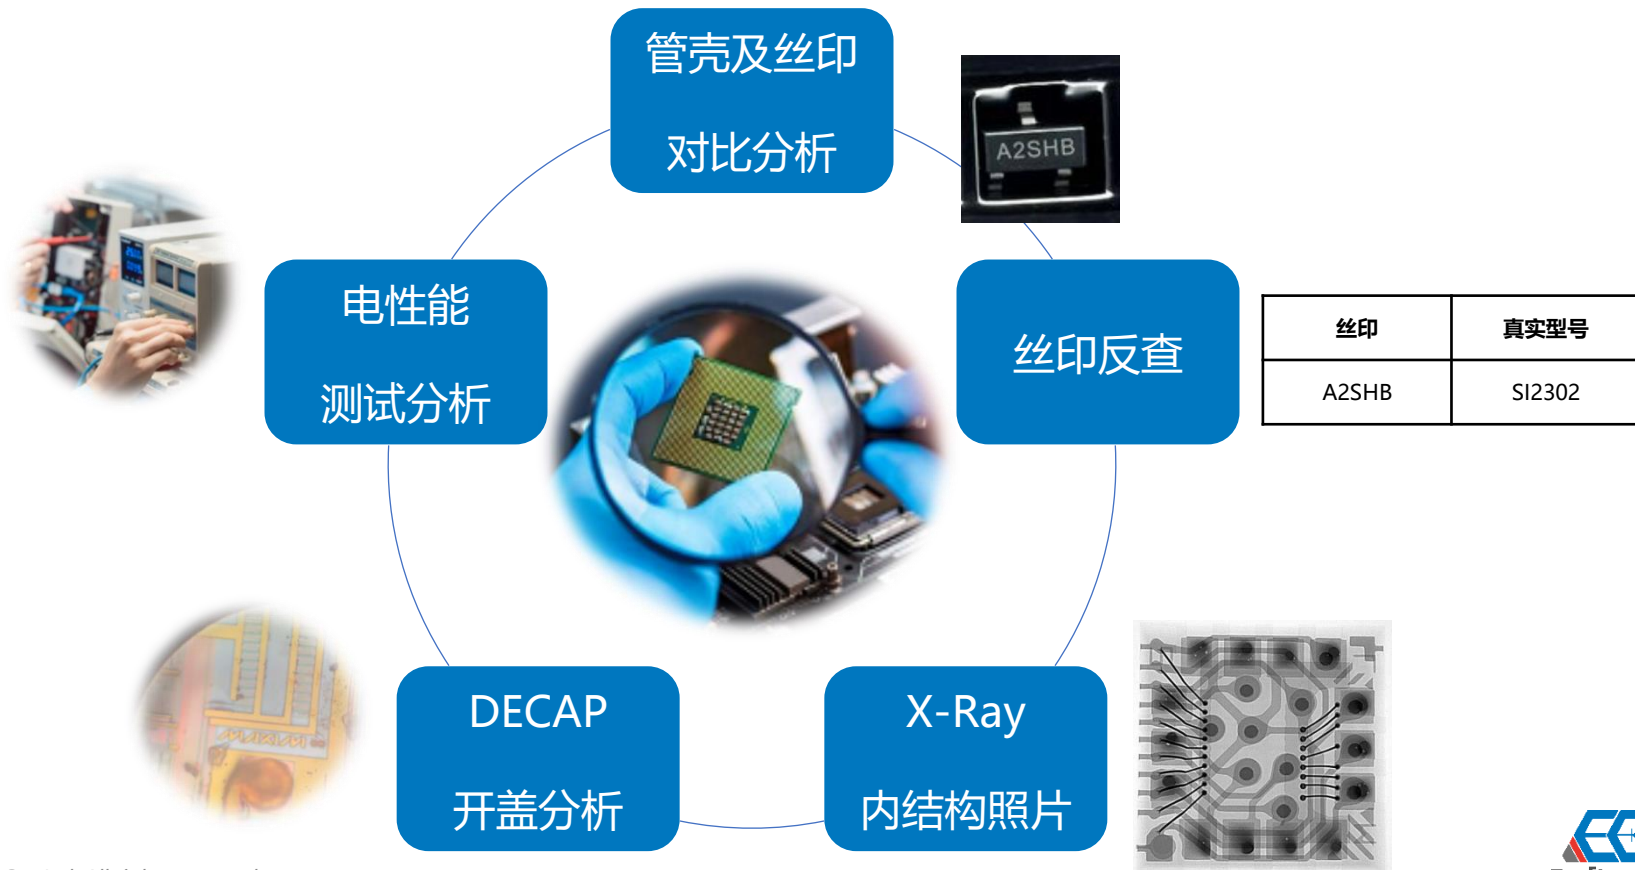 管壳及丝印
对比分析
A2SHB
电性能
测试分析
丝印反查
丝印 真实型号
A2SHB SI2302
DECAP
开盖分析
X-Ray
内结构照片
MAXIM